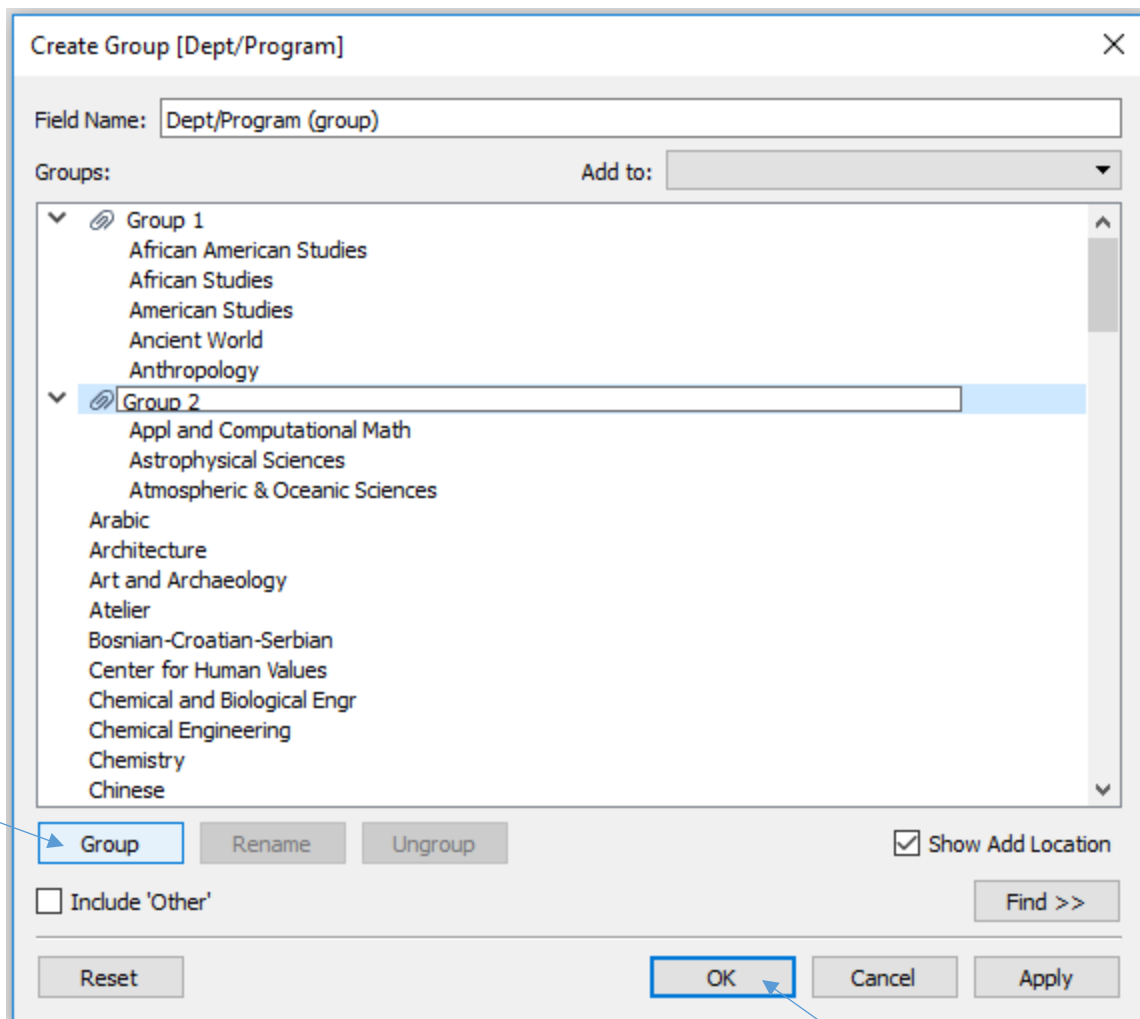 Create Group [Dept/Program]
Field Name: Dept/Program (group)
Groups: Add to:
Group 1
African American Studies
African Studies
American Studies
Ancient World
Anthropology
Group 2
Appl and Computational Math
Astrophysical Sciences
Atmospheric & Oceanic Sciences
Arabic
Architecture
Art and Archaeology
Atelier
Bosnian-Croatian-Serbian
Center for Human Values
Chemical and Biological Engr
Chemical Engineering
Chemistry
Chinese
Group Rename Ungroup Show Add Location
Include 'Other' Find >>
Reset OK Cancel Apply